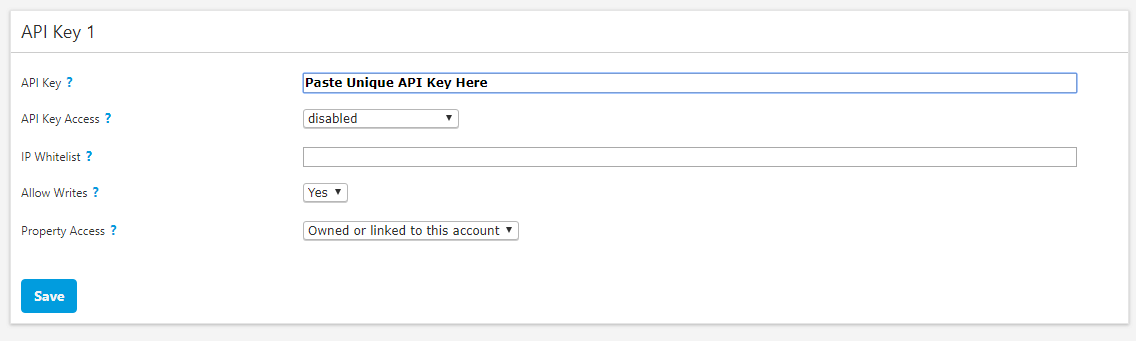 API Key 1
API Key ? Paste Unique API Key Here
API Key Access ? disabled
IP Whitelist ?
Allow Writes ? Yes
Property Access ? Owned or linked to this account
Save